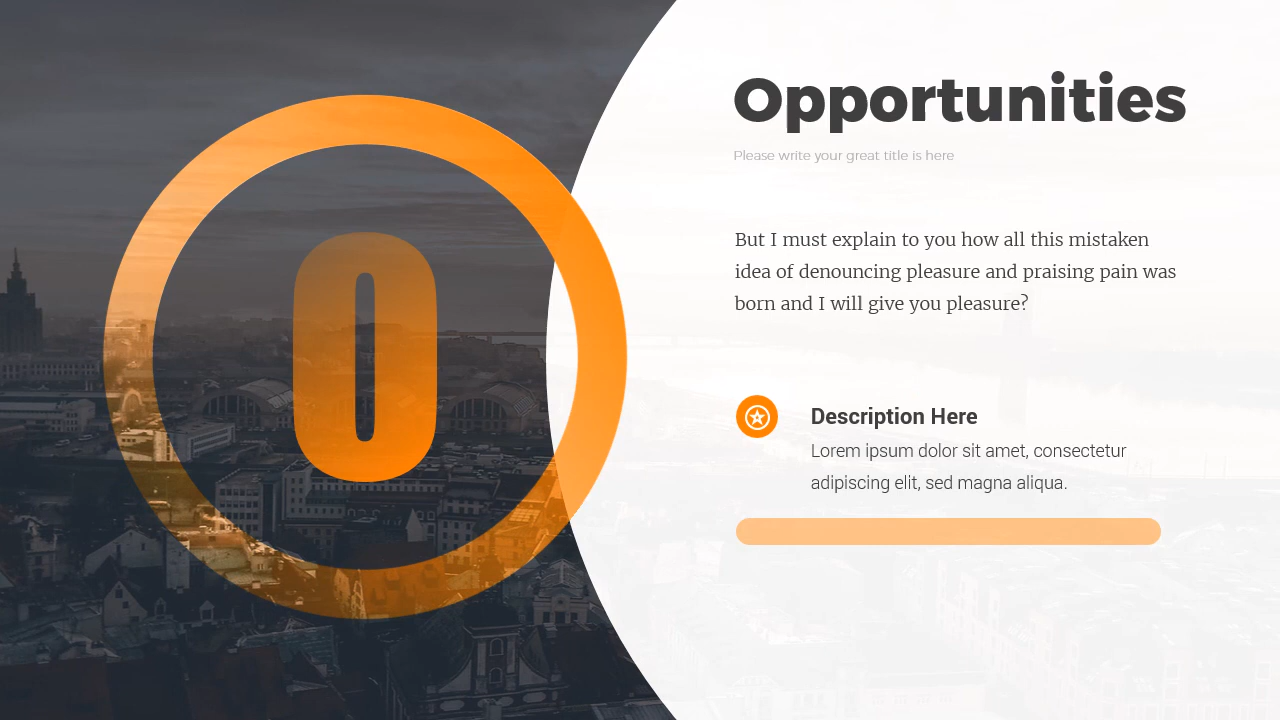 O
Opportunities
Please write your great title is here
But I must explain to you how all this mistaken
idea of denouncing pleasure and praising pain was
born and I will give you pleasure?
Description Here
Lorem ipsum dolor sit amet, consectetur
adipiscing elit, sed magna aliqua.